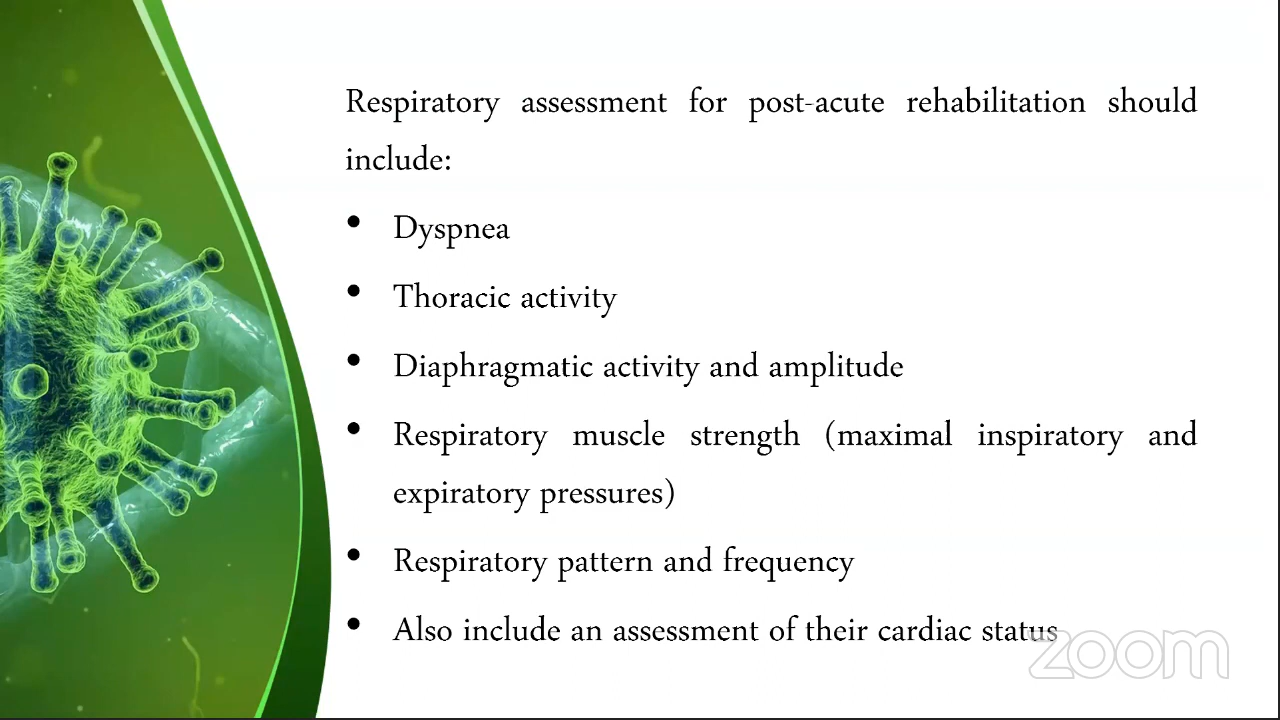 Respiratory assessment for post-acute rehabilitation should
include:
• Dyspnea
• Thoracic activity
• Diaphragmatic activity and amplitude
• Respiratory muscle strength (maximal inspiratory and
expiratory pressures)
• Respiratory pattern and frequency
• Also include an assessment of their cardiac status
zoom